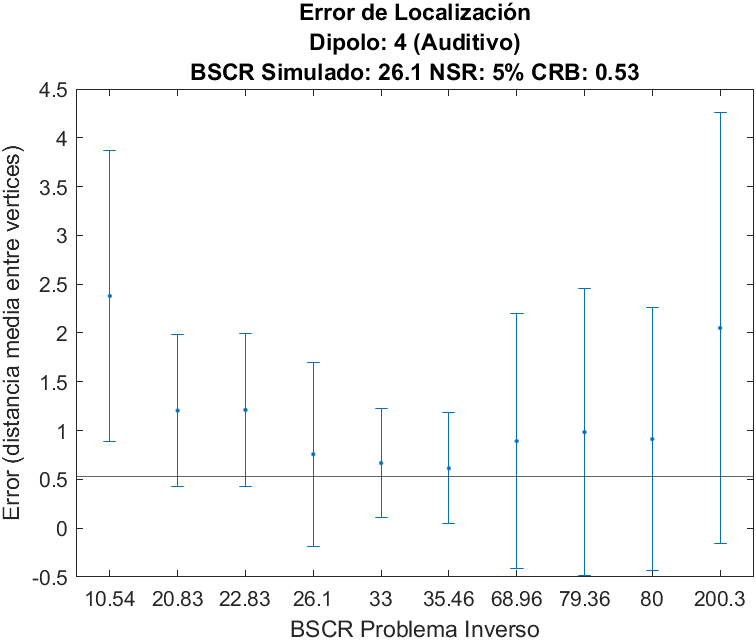 Error de Localización
Dipolo: 4 (Auditivo)
BSCR Simulado: 26.1 NSR: 5% CRB: 0.53
Error (distancia media entre vertices)
4.5
4
3.5
3
2.5
2
1.5
1
0.5
0
-0.5
10.54 20.83 22.83 26.1 33 35.46 68.96 79.36 80 200.3
BSCR Problema Inverso